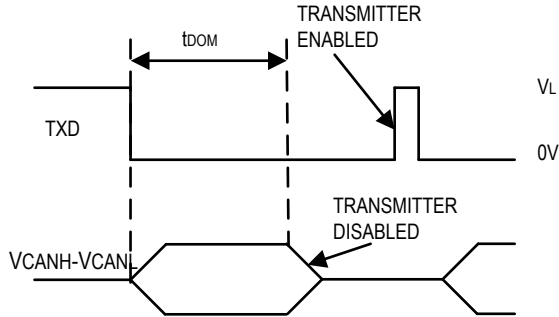 TRANSMITTER
ENABLED
tDOM
VL
TXD
0V
TRANSMITTER
DISABLED
VCANH-VCANL